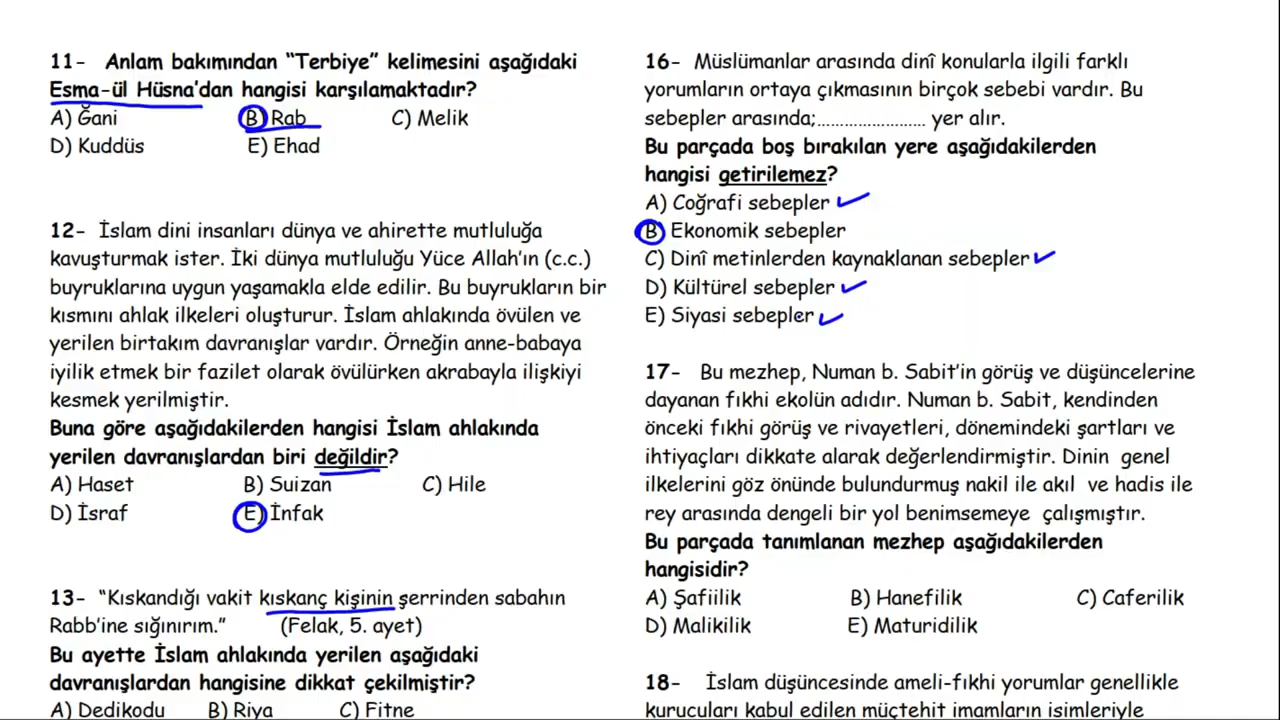 11- Anlam bakımından “Terbiye” kelimesini aşağıdaki
Esma-ül Hüsna’dan hangisi karşılamaktadır?
A) Ğani B) Rab C) Melik
D) Kuddüs E) Ehad
12- İslam dini insanları dünya ve ahirette mutluluğa
kavuşturmak ister. İki dünya mutluluğu Yüce Allah’ın (c.c.)
buyruklarına uygun yaşamakla elde edilir. Bu buyrukların bir
kısmını ahlak ilkeleri oluşturur. İslam ahlakında övülen ve
yerilen birtakım davranışlar vardır. Örneğin anne-babaya
iyilik etmek bir fazilet olarak övülürken akrabayla ilişkiyi
kesmek yerilmiştir.
Buna göre aşağıdakilerden hangisi İslam ahlakında
yerilen davranışlardan biri değildir?
A) Haset B) Suizan C) Hile
D) İsraf E) İnfak
13- “Kıskandığı vakit kıskanç kişinin şerrinden sabahın
Rabb’ine sığınırım.” (Felak, 5. ayet)
Bu ayette İslam ahlakında yerilen aşağıdaki
davranışlardan hangisine dikkat çekilmiştir?
A) Dedikodu B) Riya C) Fitne
16- Müslümanlar arasında dinî konularla ilgili farklı
yorumların ortaya çıkmasının birçok sebebi vardır. Bu
sebepler arasında;…………………… yer alır.
Bu parçada boş bırakılan yere aşağıdakilerden
hangisi getirilemez?
A) Coğrafi sebepler
B) Ekonomik sebepler
C) Dinî metinlerden kaynaklanan sebepler
D) Kültürel sebepler
E) Siyasi sebepler
17- Bu mezhep, Numan b. Sabit’in görüş ve düşüncelerine
dayanan fıkhi ekolün adıdır. Numan b. Sabit, kendinden
önceki fıkhi görüş ve rivayetleri, dönemindeki şartları ve
ihtiyaçları dikkate alarak değerlendirmiştir. Dinin genel
ilkelerini göz önünde bulundurmuş nakil ile akıl ve hadis ile
rey arasında dengeli bir yol benimsemeye çalışmıştır.
Bu parçada tanımlanan mezhep aşağıdakilerden
hangisidir?
A) Şafiilik B) Hanefilik C) Caferilik
D) Malikilik E) Maturidilik
18- İslam düşüncesinde ameli-fıkhi yorumlar genellikle
kurucuları kabul edilen müçtehit imamların isimleriyle